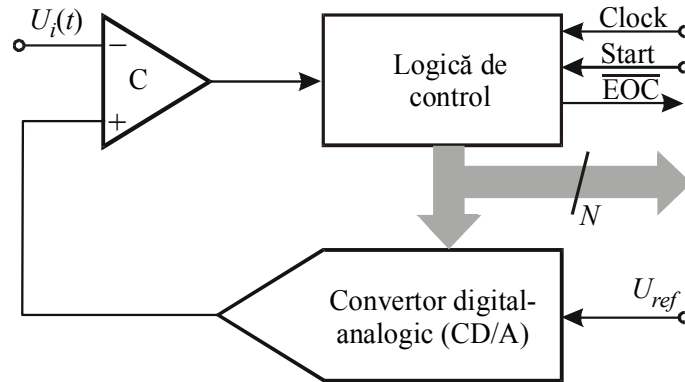 U_i(t)
−
C
+
Logică de
control
Clock
Start
EOC
N
Convertor digital-
analogic (CD/A)
U_ref